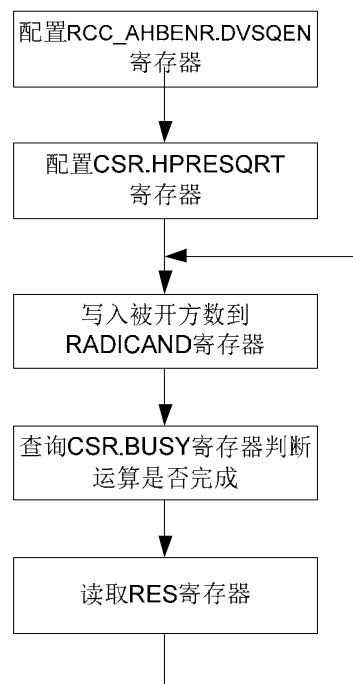 配置RCC_AHBENR.DVSQEN
寄存器
配置CSR.HPRESQRT
寄存器
写入被开方数到
RADICAND寄存器
查询CSR.BUSY寄存器判断
运算是否完成
读取RES寄存器